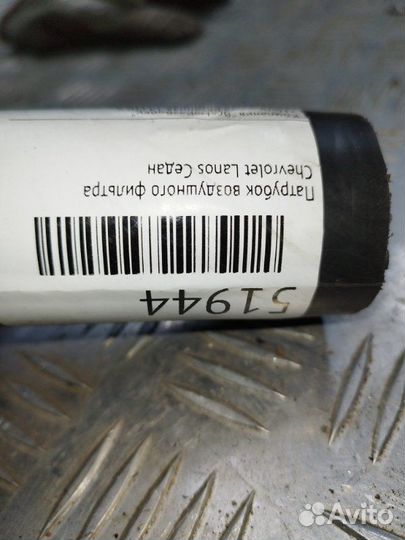 Патрубок воздушного фильтра
Chevrolet Lanos Седан
51944
Avito